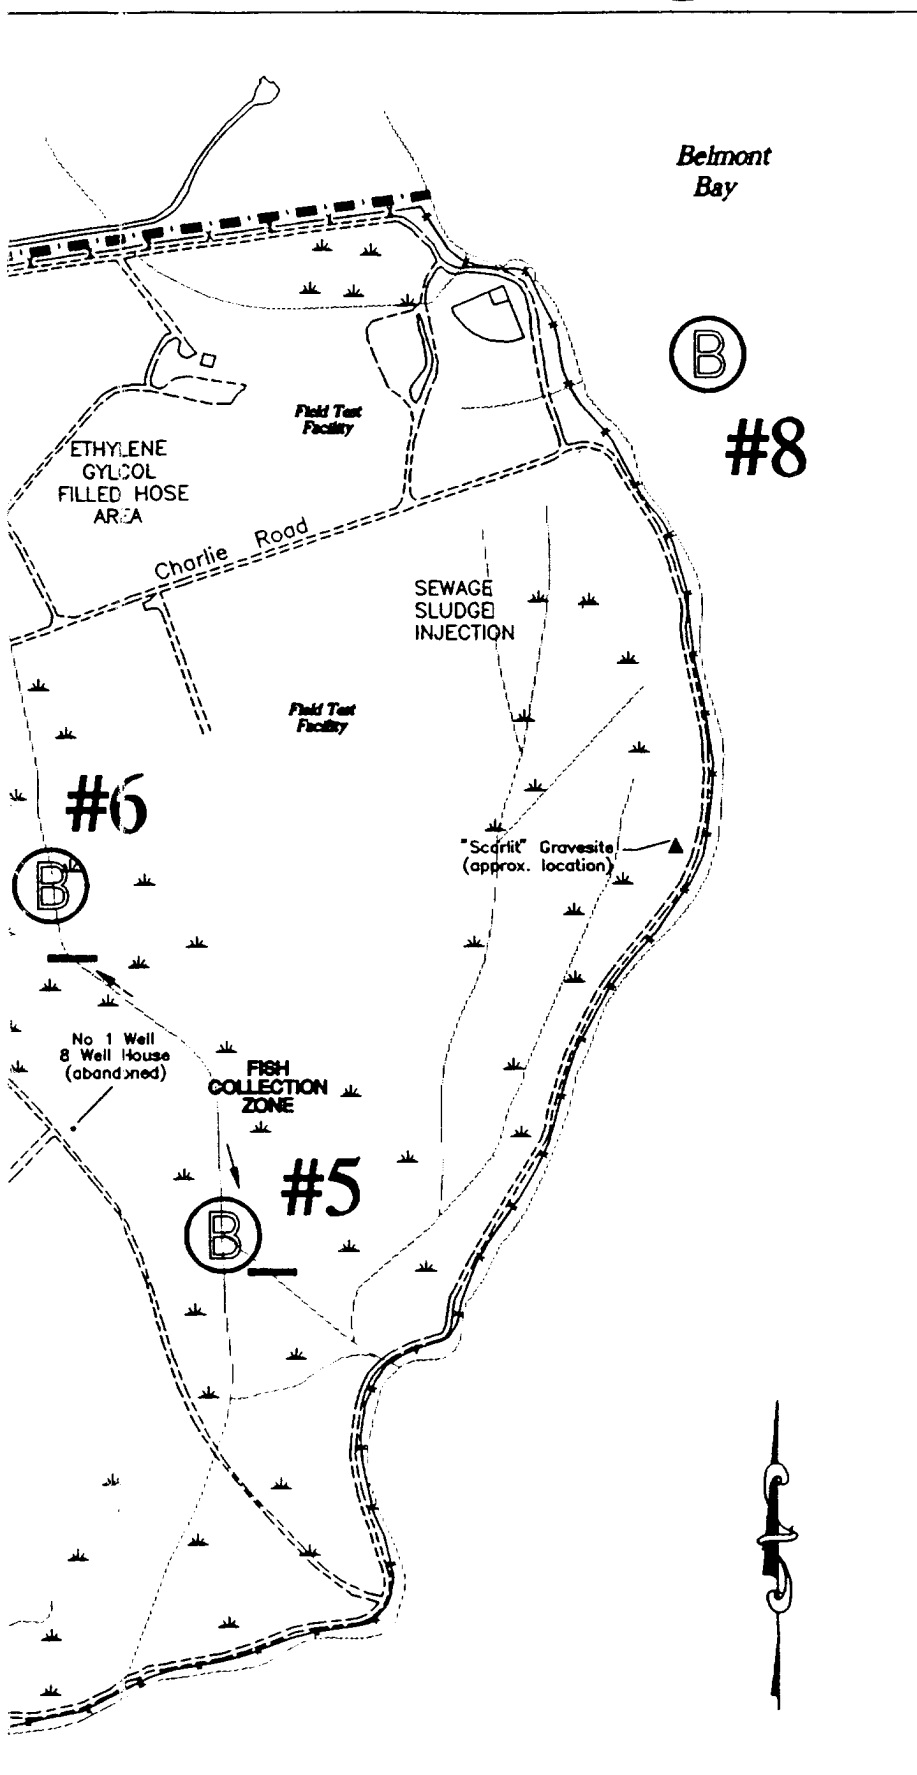 Belmont
Bay
B
#8
Field Test
Facility
ETHYLENE
GYLCOL
FILLED HOSE
AREA
Charlie Road
SEWAGE
SLUDGE
INJECTION
Field Test
Facility
#6
B
"Scarlit" Gravesite
(approx. location)
No 1 Well
8 Well House
(abandoned)
FISH
COLLECTION
ZONE
#5
B